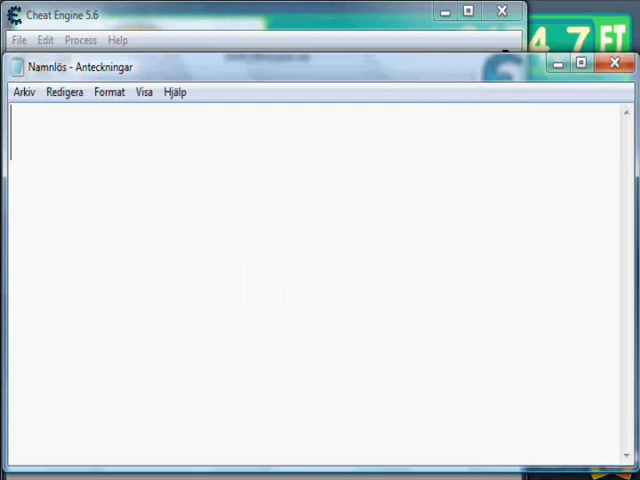 Cheat Engine 5.6
File Edit Process Help
4 7 FT
Namnlös - Anteckningar
Arkiv Redigera Format Visa Hjälp